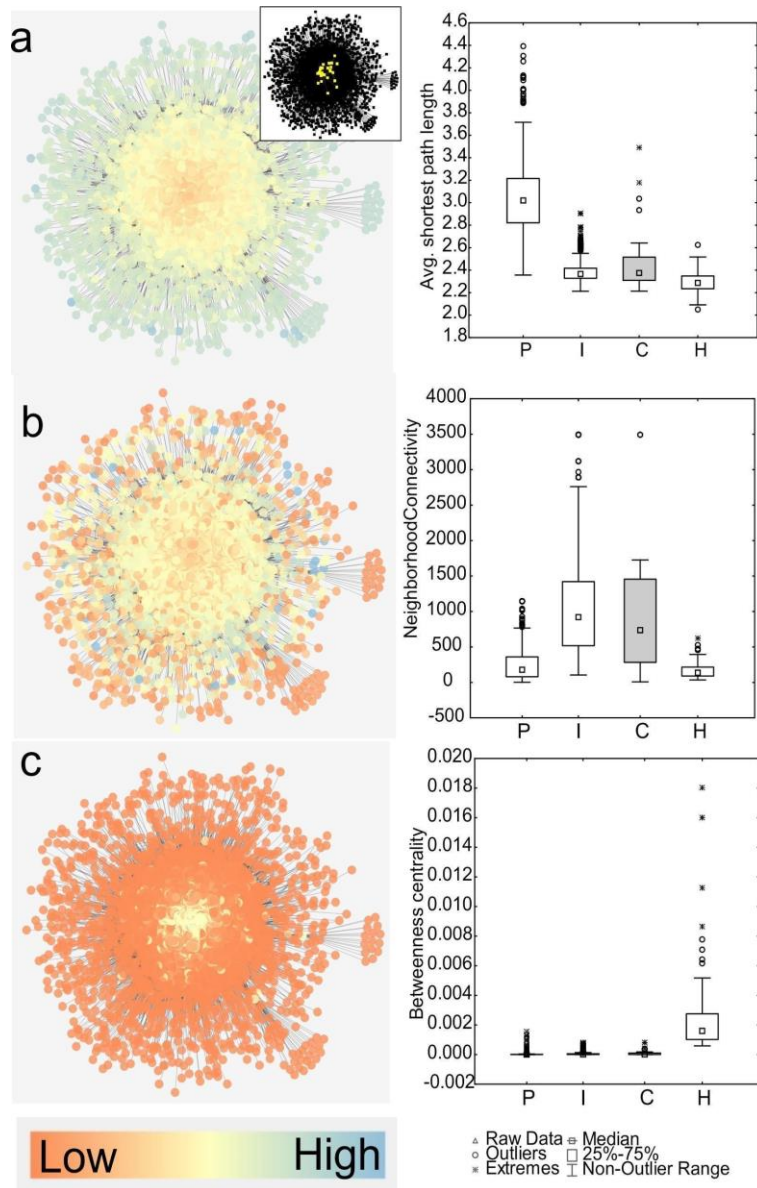 a
4.6
4.4
4.2
4.0
3.8
3.6
3.4
3.2
3.0
2.8
2.6
2.4
2.2
2.0
1.8
Avg. shortest path length
P I C H
b
4000
3500
3000
2500
2000
1500
1000
500
0
-500
NeighborhoodConnectivity
P I C H
c
0.020
0.018
0.016
0.014
0.012
0.010
0.008
0.006
0.004
0.002
0.000
-0.002
Betweenness centrality
P I C H
Low High
Raw Data Median
Outliers 25%-75%
Extremes Non-Outlier Range